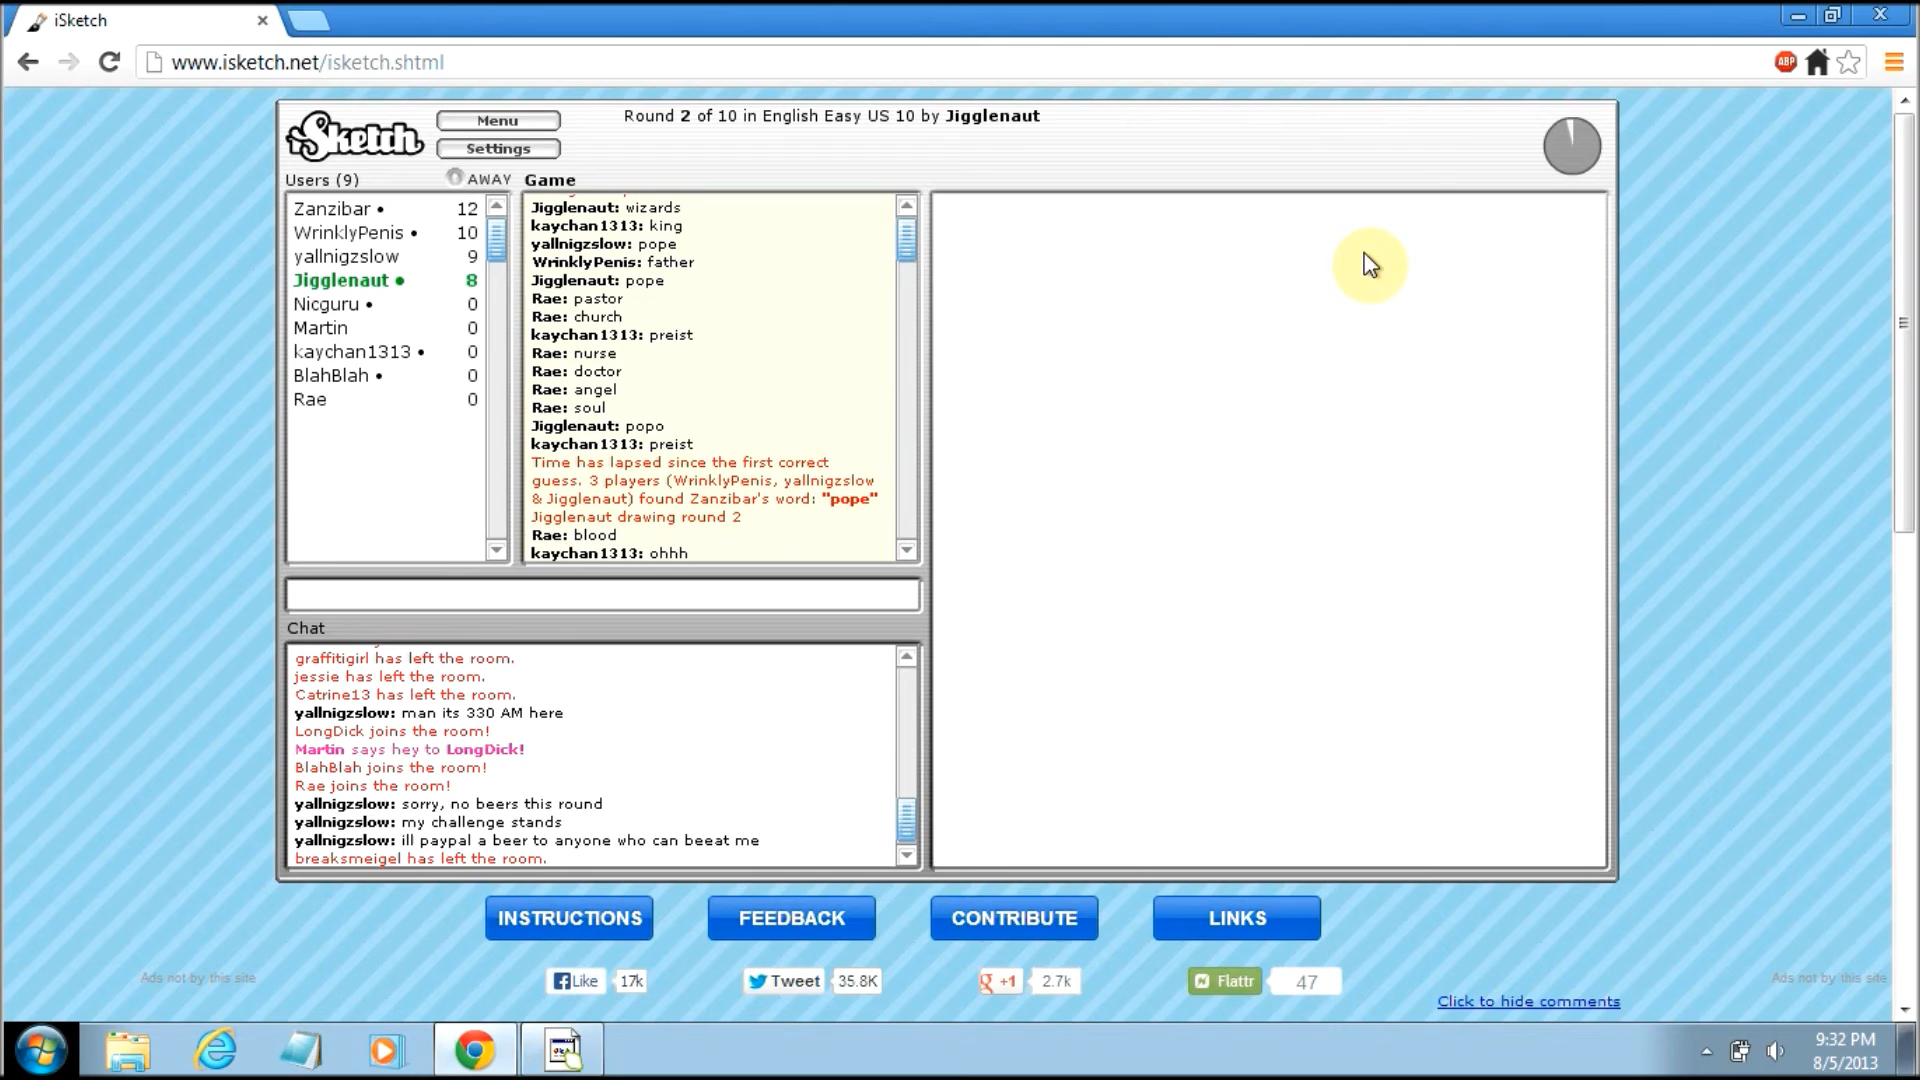 iSketch
www.isketch.net/isketch.shtml
ABP
iSketch
Menu
Settings
Round 2 of 10 in English Easy US 10 by Jigglenaut
Users (9)
AWAY
Game
Zanzibar • 12
WrinklyPenis • 10
yallnigzslow 9
Jigglenaut • 8
Nicguru • 0
Martin 0
kaychan1313 • 0
BlahBlah • 0
Rae 0
Jigglenaut: wizards
kaychan1313: king
yallnigzslow: pope
WrinklyPenis: father
Jigglenaut: pope
Rae: pastor
Rae: church
kaychan1313: preist
Rae: nurse
Rae: doctor
Rae: angel
Rae: soul
Jigglenaut: popo
kaychan1313: preist
Time has lapsed since the first correct
guess. 3 players (WrinklyPenis, yallnigzslow
& Jigglenaut) found Zanzibar's word: "pope"
Jigglenaut drawing round 2
Rae: blood
kaychan1313: ohhh
Chat
graffitigirl has left the room.
jessie has left the room.
Catrine13 has left the room.
yallnigzslow: man its 330 AM here
LongDick joins the room!
Martin says hey to LongDick!
BlahBlah joins the room!
Rae joins the room!
yallnigzslow: sorry, no beers this round
yallnigzslow: my challenge stands
yallnigzslow: ill paypal a beer to anyone who can beeat me
breaksmeigel has left the room.
INSTRUCTIONS
FEEDBACK
CONTRIBUTE
LINKS
Ads not by this site
Like 17k
Tweet 35.8K
+1 2.7k
Flattr 47
Ads not by this site
Click to hide comments
9:32 PM
8/5/2013